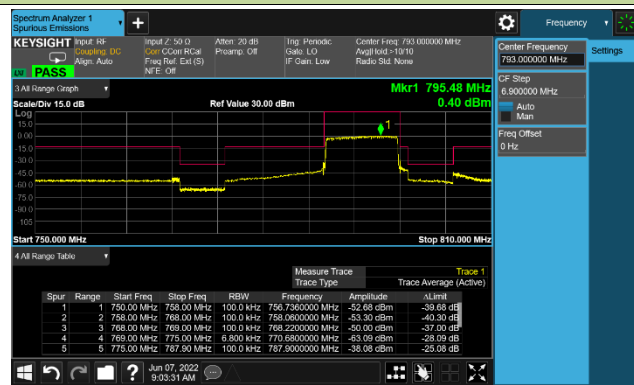 Spectrum Analyzer 1
Spurious Emissions
Frequency
KEYSIGHT Input: RF Input Z: 50 Ω Atten: 20 dB Trig: Periodic Center Freq: 793.000000 MHz
Coupling: DC Corr CCorr RCal Preamp: Off Gate: LO Avg|Hold:>10/10
Align: Auto Freq Ref: Ext (S) IF Gain: Low Radio Std: None
NFE: Off
PASS
Center Frequency
793.000000 MHz
Settings
CF Step
6.900000 MHz
Auto
Man
Freq Offset
0 Hz
3 All Range Graph
Mkr1 795.48 MHz
Scale/Div 15.0 dB Ref Value 30.00 dBm 0.40 dBm
Log
15.0
0.00
-15.0
-30.0
-45.0
-60.0
-75.0
-90.0
-105
1
Start 750.000 MHz Stop 810.000 MHz
4 All Range Table
Measure Trace Trace 1
Trace Type Trace Average (Active)
Spur Range Start Freq Stop Freq RBW Frequency Amplitude ΔLimit
1 1 750.00 MHz 758.00 MHz 100.0 kHz 756.7360000 MHz -52.68 dBm -39.68 dB
2 2 758.00 MHz 768.00 MHz 100.0 kHz 758.0600000 MHz -53.30 dBm -40.30 dB
3 3 768.00 MHz 769.00 MHz 100.0 kHz 768.2200000 MHz -50.00 dBm -37.00 dB
4 4 769.00 MHz 775.00 MHz 6.800 kHz 770.6800000 MHz -63.09 dBm -28.09 dB
5 5 775.00 MHz 787.90 MHz 100.0 kHz 787.9000000 MHz -38.08 dBm -25.08 dB
Jun 07, 2022
9:03:31 AM